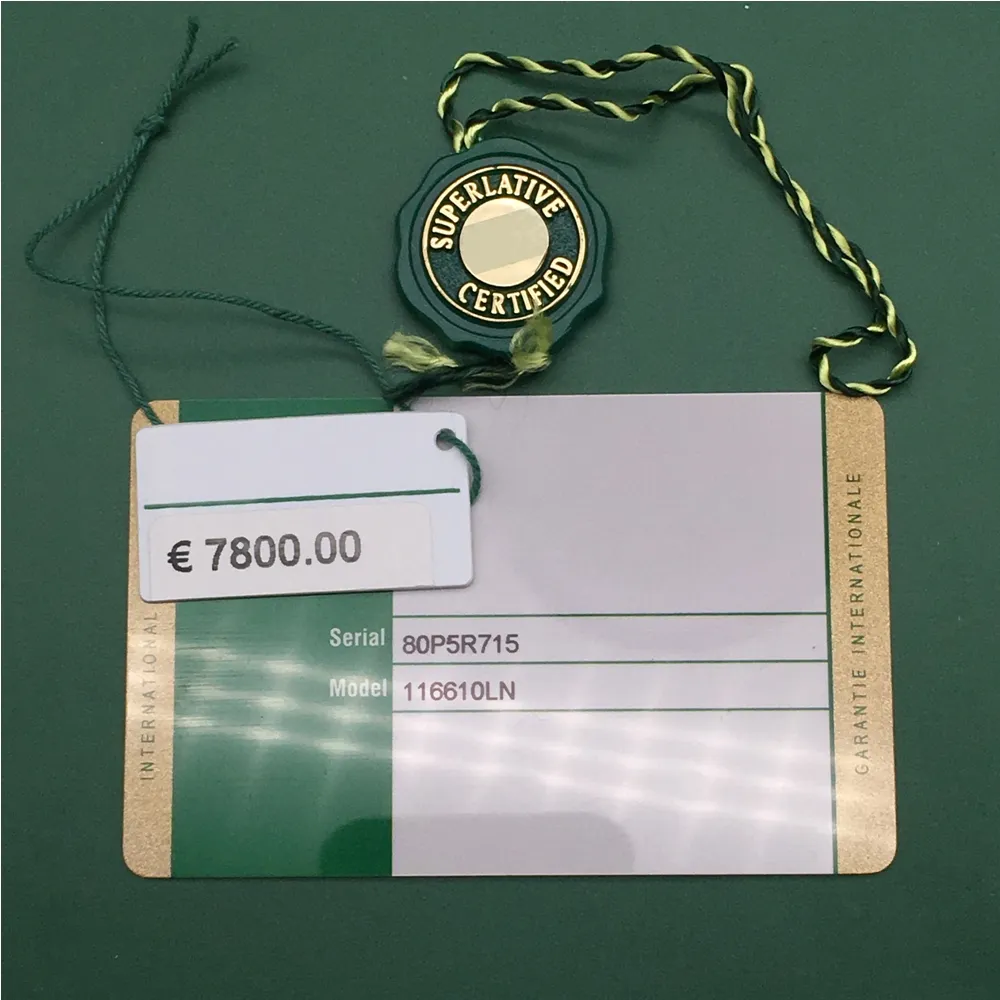 SUPERLATIVE
CERTIFIED
€ 7800.00
Serial 80P5R715
Model 116610LN
INTERNATIONAL
GARANTIE INTERNATIONALE